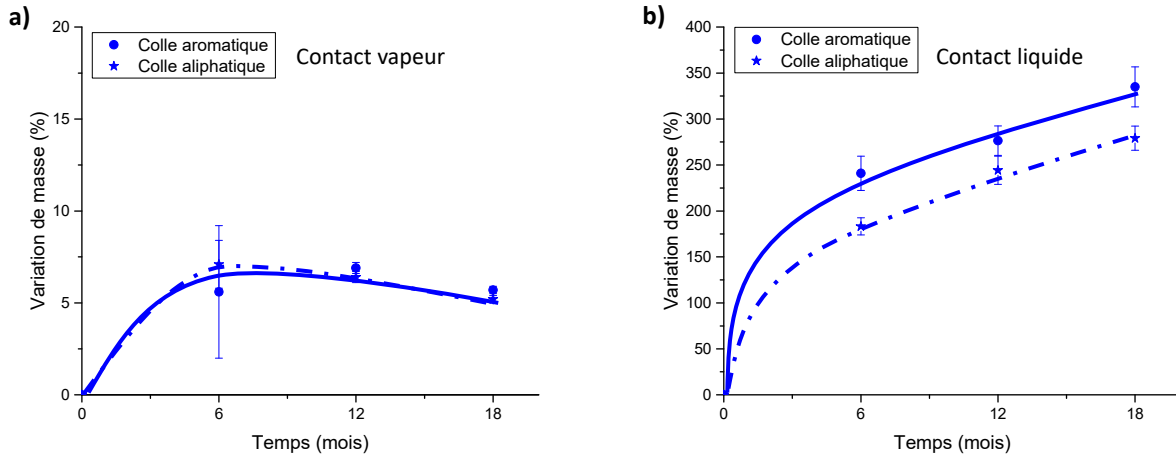 a)
20
15
10
5
0
0
6
12
18
Variation de masse (%)
Temps (mois)
Colle aromatique
Colle aliphatique
Contact vapeur
b)
400
350
300
250
200
150
100
50
0
0
6
12
18
Variation de masse (%)
Temps (mois)
Colle aromatique
Colle aliphatique
Contact liquide